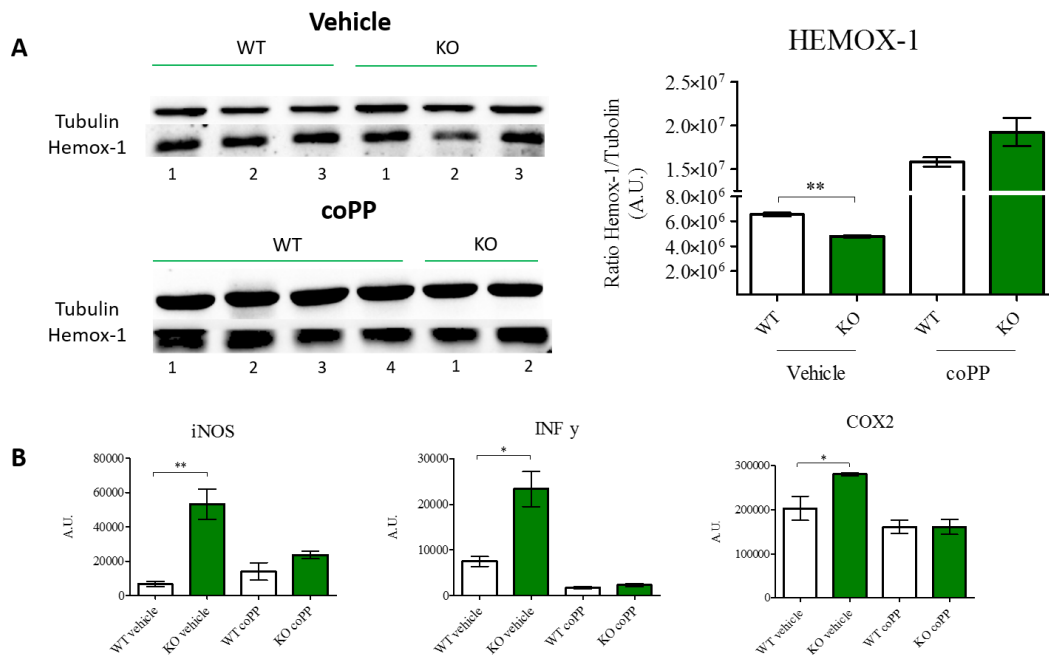 A
Vehicle
WT KO
Tubulin
Hemox-1
1 2 3 1 2 3
coPP
WT KO
Tubulin
Hemox-1
1 2 3 4 1 2
HEMOX-1
Ratio Hemox-1/Tubolin
(A.U.)
2.5×10⁷
2.0×10⁷
1.5×10⁷
8.0×10⁶
6.0×10⁶
4.0×10⁶
2.0×10⁶
**
WT KO WT KO
Vehicle coPP
B
iNOS
A.U.
80000
60000
40000
20000
0
**
WT vehicle KO vehicle WT coPP KO coPP
INF y
A.U.
30000
20000
10000
0
*
WT vehicle KO vehicle WT coPP KO coPP
COX2
A.U.
300000
200000
100000
0
*
WT vehicle KO vehicle WT coPP KO coPP